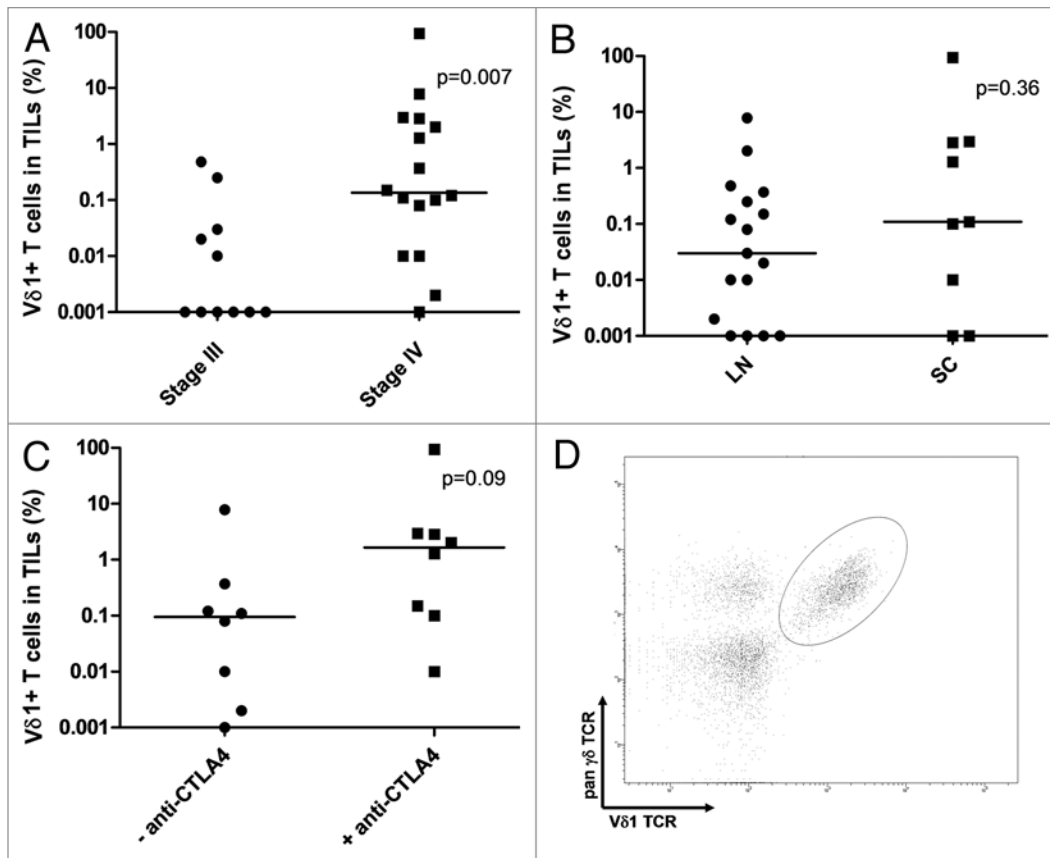 A
Vδ1+ T cells in TILs (%)
100
10
1
0.1
0.01
0.001
p=0.007
Stage III
Stage IV
B
Vδ1+ T cells in TILs (%)
100
10
1
0.1
0.01
0.001
p=0.36
LN
SC
C
Vδ1+ T cells in TILs (%)
100
10
1
0.1
0.01
0.001
p=0.09
- anti-CTLA4
+ anti-CTLA4
D
pan γδ TCR
Vδ1 TCR